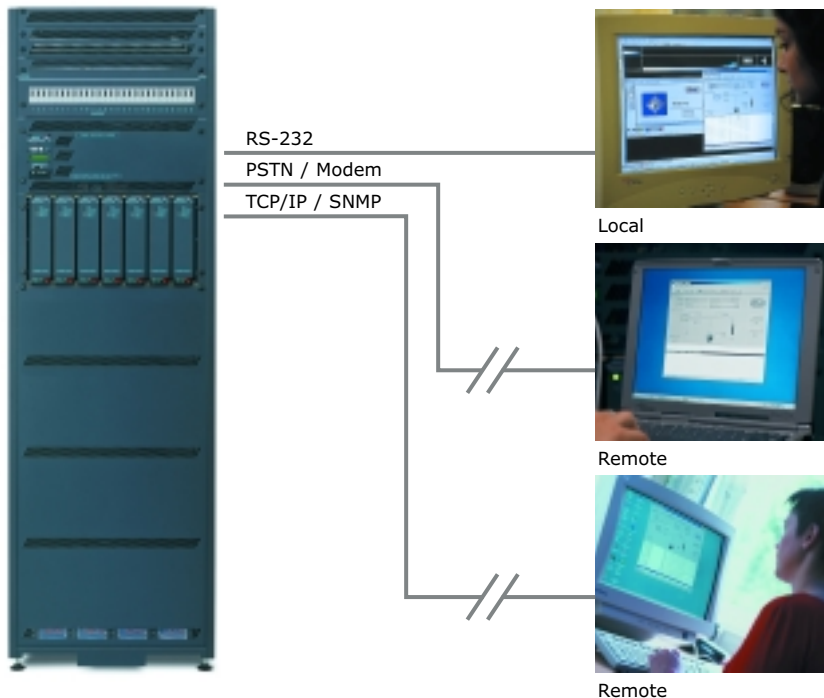 RS-232
PSTN / Modem
TCP/IP / SNMP
Local
Remote
Remote